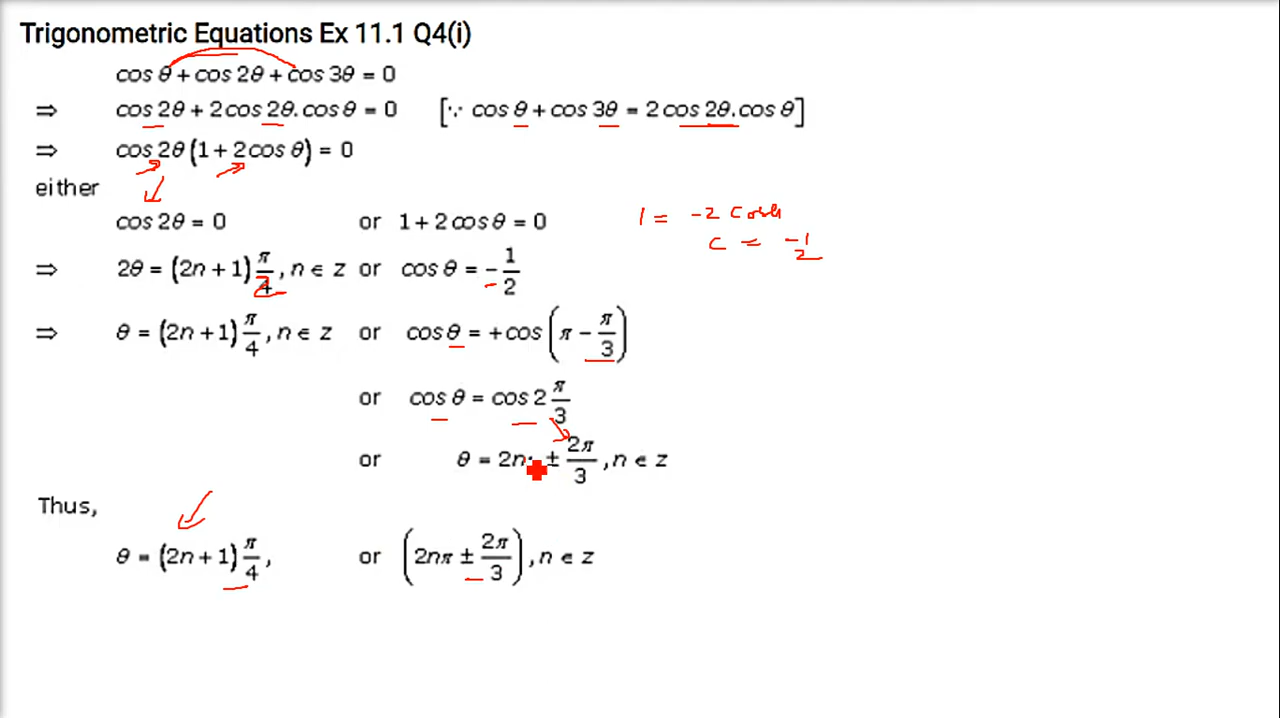 Trigonometric Equations Ex 11.1 Q4(i)
cos θ + cos 2θ + cos 3θ = 0
⇒ cos 2θ + 2 cos 2θ. cos θ = 0 [∵ cos θ + cos 3θ = 2 cos 2θ. cos θ]
⇒ cos 2θ (1 + 2 cos θ) = 0
either
cos 2θ = 0 or 1 + 2 cos θ = 0 1 = -2 cosθ
c = -1/2
⇒ 2θ = (2n + 1) π/2, n ∈ z or cos θ = - 1/2
⇒ θ = (2n + 1) π/4, n ∈ z or cos θ = + cos (π - π/3)
or cos θ = cos 2 π/3
or θ = 2n ± 2π/3, n ∈ z
Thus,
θ = (2n + 1) π/4, or (2nπ ± 2π/3), n ∈ z